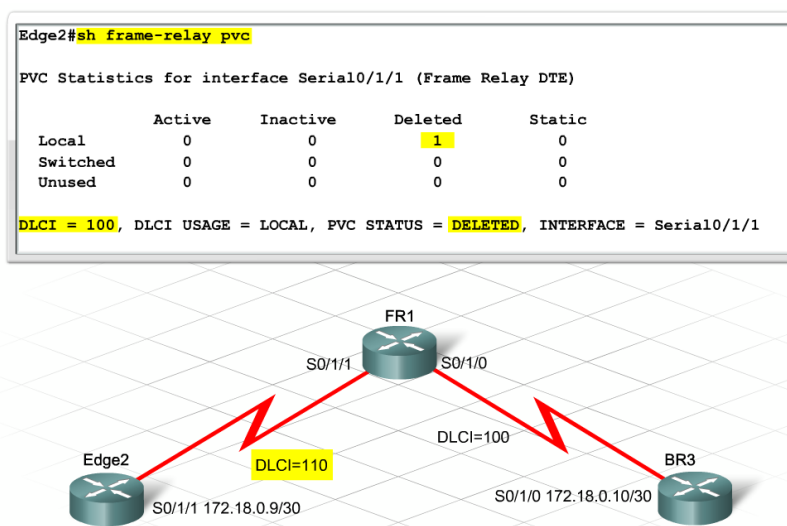 Edge2#sh frame-relay pvc
PVC Statistics for interface Serial0/1/1 (Frame Relay DTE)
Active Inactive Deleted Static
Local 0 0 1 0
Switched 0 0 0 0
Unused 0 0 0 0
DLCI = 100, DLCI USAGE = LOCAL, PVC STATUS = DELETED, INTERFACE = Serial0/1/1
FR1
S0/1/1 S0/1/0
DLCI=100
Edge2 DLCI=110 BR3
S0/1/1 172.18.0.9/30 S0/1/0 172.18.0.10/30